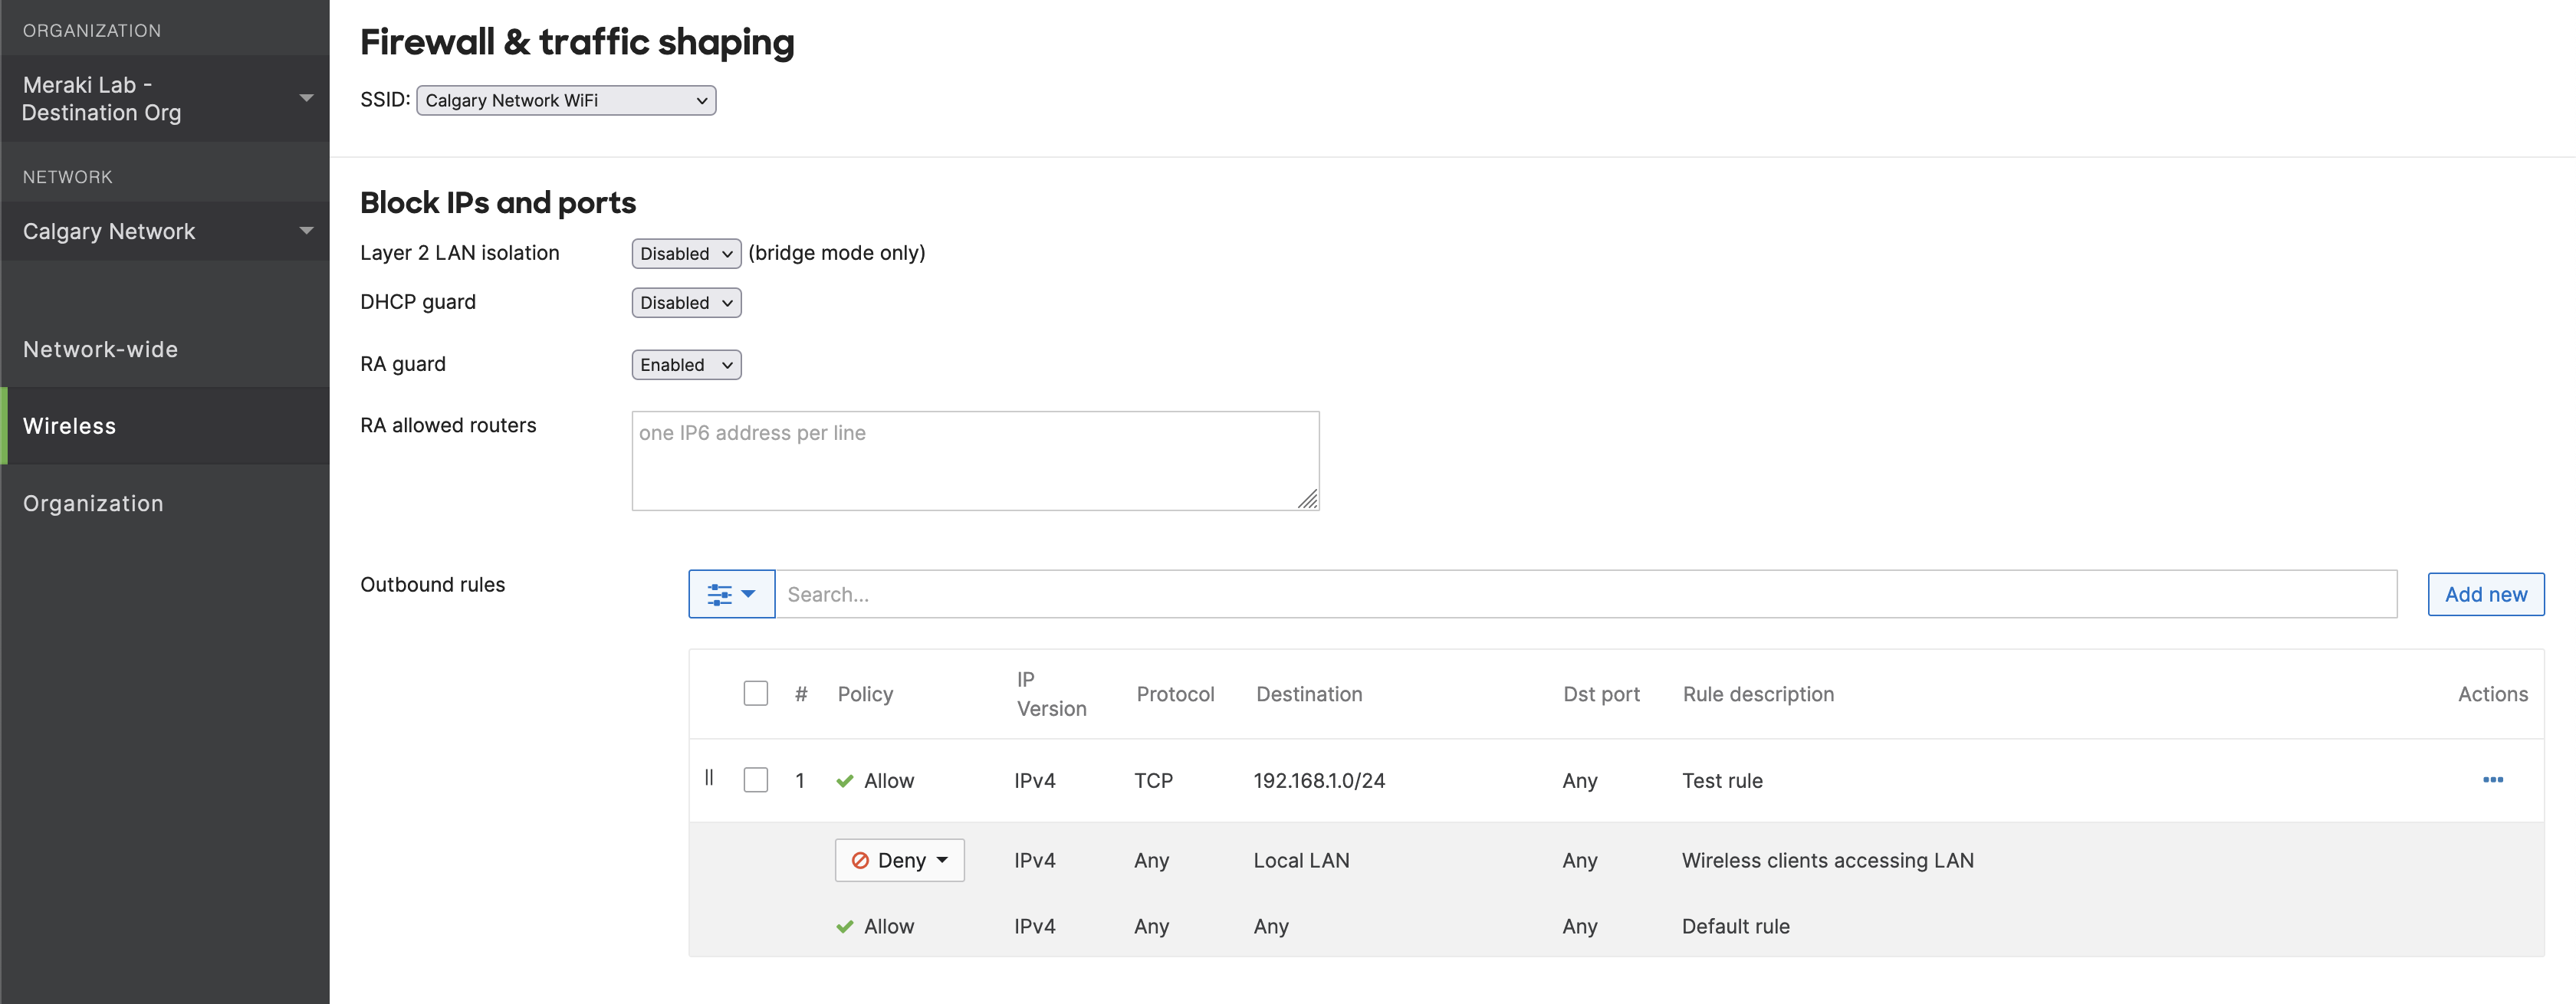 ORGANIZATION
Meraki Lab -
Destination Org
NETWORK
Calgary Network
Network-wide
Wireless
Organization
Firewall & traffic shaping
SSID: Calgary Network WiFi
Block IPs and ports
Layer 2 LAN isolation Disabled (bridge mode only)
DHCP guard Disabled
RA guard Enabled
RA allowed routers one IP6 address per line
Outbound rules Search... Add new
# Policy IP Version Protocol Destination Dst port Rule description Actions
1 Allow IPv4 TCP 192.168.1.0/24 Any Test rule
Deny IPv4 Any Local LAN Any Wireless clients accessing LAN
Allow IPv4 Any Any Any Default rule